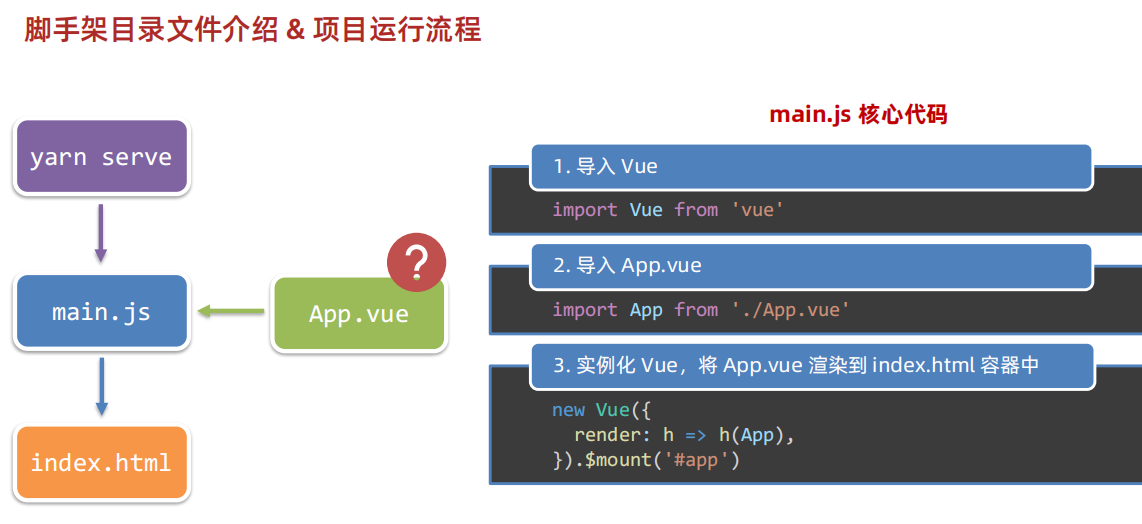 脚手架目录文件介绍 & 项目运行流程
yarn serve
main.js
App.vue
?
index.html
main.js 核心代码
1. 导入 Vue
import Vue from 'vue'
2. 导入 App.vue
import App from './App.vue'
3. 实例化 Vue，将 App.vue 渲染到 index.html 容器中
new Vue({
  render: h => h(App),
}).$mount('#app')